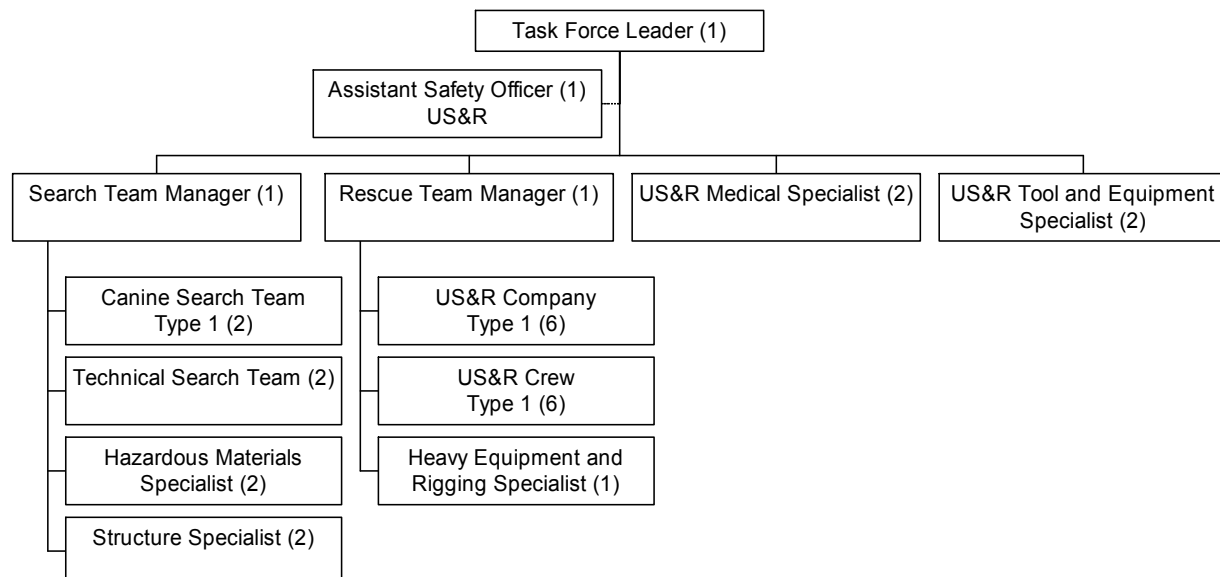 Task Force Leader (1)
Assistant Safety Officer (1)
US&R
Search Team Manager (1)
Rescue Team Manager (1)
US&R Medical Specialist (2)
US&R Tool and Equipment
Specialist (2)
Canine Search Team
Type 1 (2)
Technical Search Team (2)
Hazardous Materials
Specialist (2)
Structure Specialist (2)
US&R Company
Type 1 (6)
US&R Crew
Type 1 (6)
Heavy Equipment and
Rigging Specialist (1)